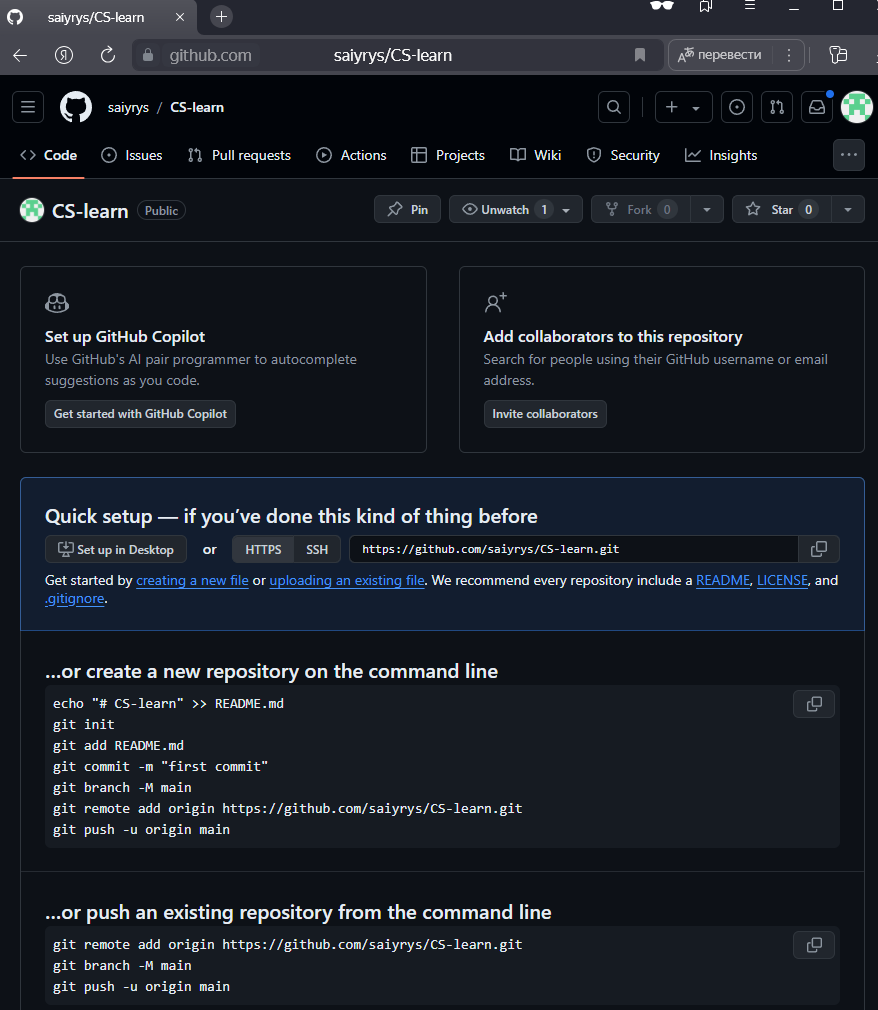 saiyrys/CS-learn
github.com
saiyrys/CS-learn
перевести
saiyrys / CS-learn
Code
Issues
Pull requests
Actions
Projects
Wiki
Security
Insights
CS-learn
Public
Pin
Unwatch 1
Fork 0
Star 0
Set up GitHub Copilot
Use GitHub's AI pair programmer to autocomplete
suggestions as you code.
Get started with GitHub Copilot
Add collaborators to this repository
Search for people using their GitHub username or email
address.
Invite collaborators
Quick setup — if you’ve done this kind of thing before
Set up in Desktop or HTTPS SSH https://github.com/saiyrys/CS-learn.git
Get started by creating a new file or uploading an existing file. We recommend every repository include a README, LICENSE, and
.gitignore.
…or create a new repository on the command line
echo "# CS-learn" >> README.md
git init
git add README.md
git commit -m "first commit"
git branch -M main
git remote add origin https://github.com/saiyrys/CS-learn.git
git push -u origin main
…or push an existing repository from the command line
git remote add origin https://github.com/saiyrys/CS-learn.git
git branch -M main
git push -u origin main